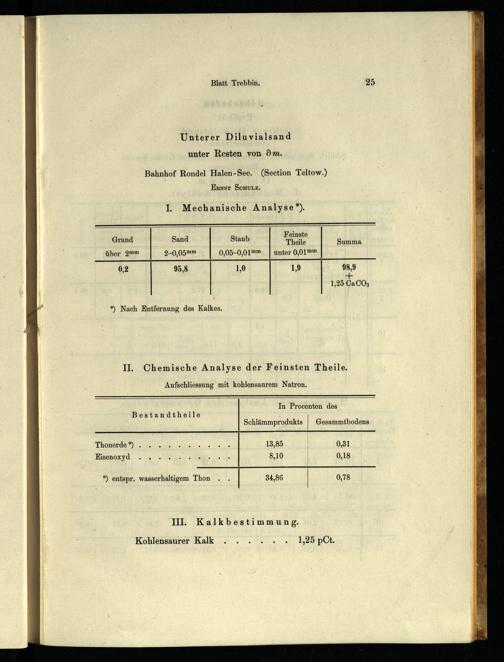 Blatt Trebbin. 25
Unterer Diluvialsand
unter Resten von ∂m.
Bahnhof Rondel Halen-See. (Section Teltow.)
Ernst Schulz.
I. Mechanische Analyse*).
Grand Sand Staub Feinste Theile Summa
über 2mm 2-0,05mm 0,05-0,01mm unter 0,01mm
0,2 95,8 1,0 1,9 98,9
+
1,25 CaCO3
*) Nach Entfernung des Kalkes.
II. Chemische Analyse der Feinsten Theile.
Aufschliessung mit kohlensaurem Natron.
Bestandtheile In Procenten des
Schlämmprodukts Gesammtbodens
Thonerde*) . . . . . . . . . . 13,85 0,31
Eisenoxyd . . . . . . . . . . 8,10 0,18
*) entspr. wasserhaltigem Thon . . 34,86 0,78
III. Kalkbestimmung.
Kohlensaurer Kalk . . . . . . 1,25 pCt.